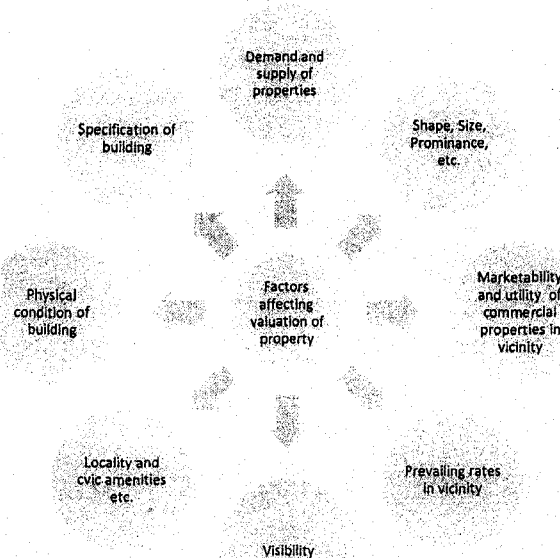 Demand and
supply of
properties
Specification of
building
Shape, Size,
Prominance,
etc.
Physical
condition of
building
Factors
affecting
valuation of
property
Marketability
and utility of
commercial
properties in
vicinity
Locality and
cvic amenities
etc.
Prevailing rates
in vicinity
Visibility